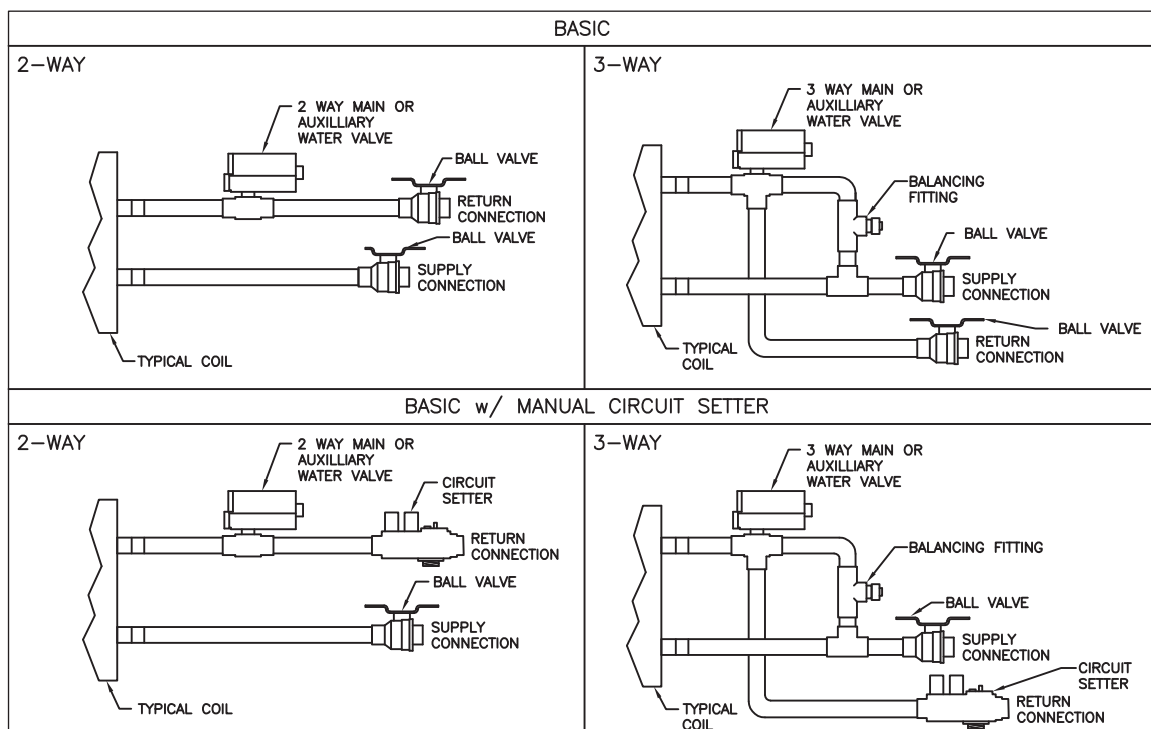 BASIC
2-WAY
2 WAY MAIN OR
AUXILLIARY
WATER VALVE
BALL VALVE
RETURN
CONNECTION
BALL VALVE
SUPPLY
CONNECTION
TYPICAL COIL
3-WAY
3 WAY MAIN OR
AUXILLIARY
WATER VALVE
BALANCING
FITTING
BALL VALVE
SUPPLY
CONNECTION
BALL VALVE
RETURN
CONNECTION
TYPICAL
COIL
BASIC w/ MANUAL CIRCUIT SETTER
2-WAY
2 WAY MAIN OR
AUXILLIARY
WATER VALVE
CIRCUIT
SETTER
RETURN
CONNECTION
BALL VALVE
SUPPLY
CONNECTION
TYPICAL COIL
3-WAY
3 WAY MAIN OR
AUXILLIARY
WATER VALVE
BALANCING FITTING
BALL VALVE
SUPPLY
CONNECTION
CIRCUIT
SETTER
RETURN
CONNECTION
TYPICAL
COIL